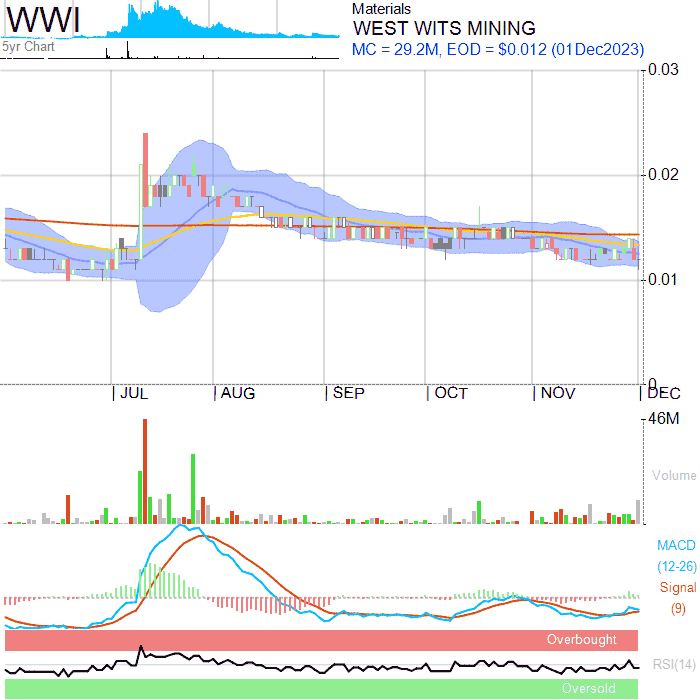 WWI
5yr Chart
Materials
WEST WITS MINING
MC = 29.2M, EOD = $0.012 (01Dec2023)
0.03
0.02
0.01
0
JUL
AUG
SEP
OCT
NOV
DEC
46M
Volume
MACD
(12-26)
Signal
(9)
Overbought
RSI(14)
Oversold